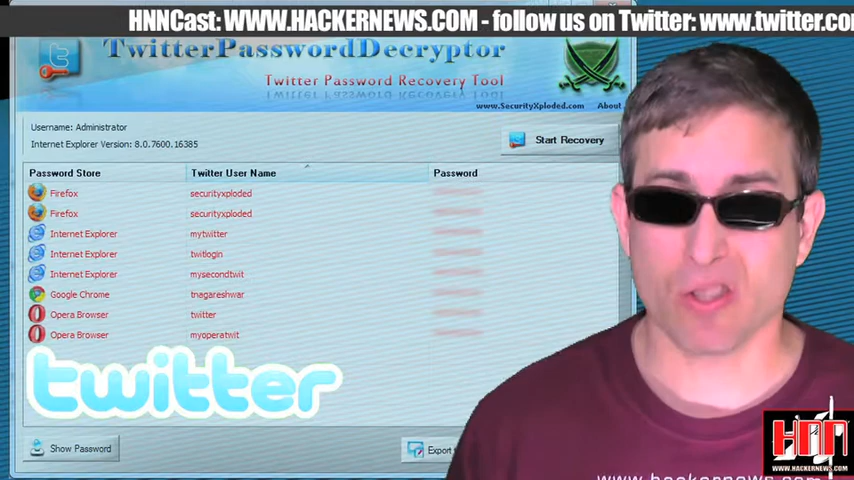 HNNCast: WWW.HACKERNEWS.COM - follow us on Twitter: www.twitter.co
TwitterPasswordDecryptor
Twitter Password Recovery Tool
www.SecurityXploded.com About
Username: Administrator
Internet Explorer Version: 8.0.7600.16385
Start Recovery
Password Store Twitter User Name Password
Firefox securityxploded
Firefox securityxploded
Internet Explorer mytwitter
Internet Explorer twitlogin
Internet Explorer mysecondtwit
Google Chrome tnagareshwar
Opera Browser twitter
Opera Browser myoperatwit
twitter
Show Password
Export
HNN
WWW.HACKERNEWS.COM
www.hackernews.com